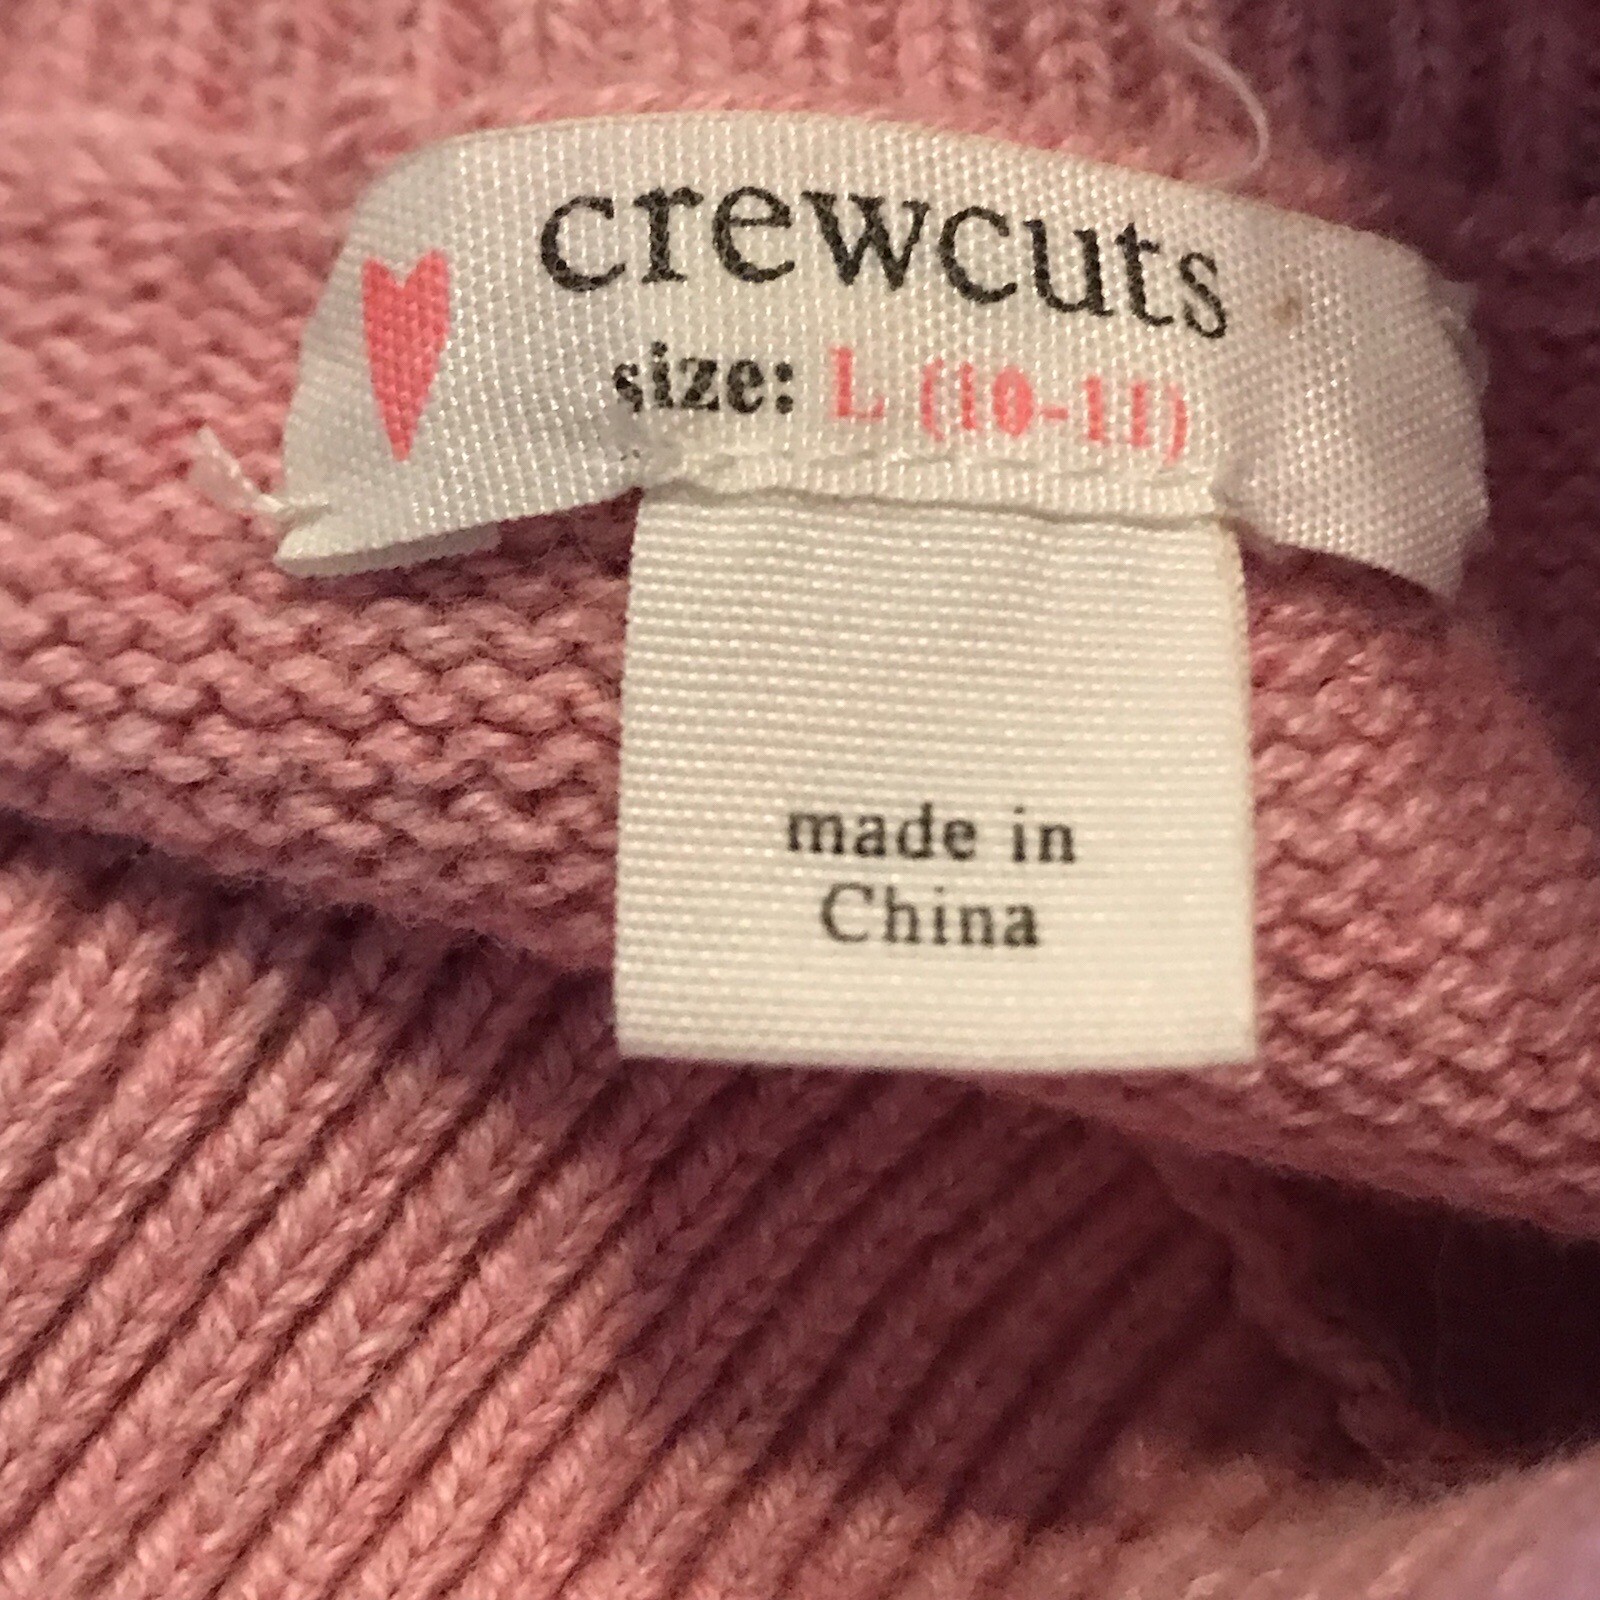 crewcuts
size: L (10-11)
made in
China